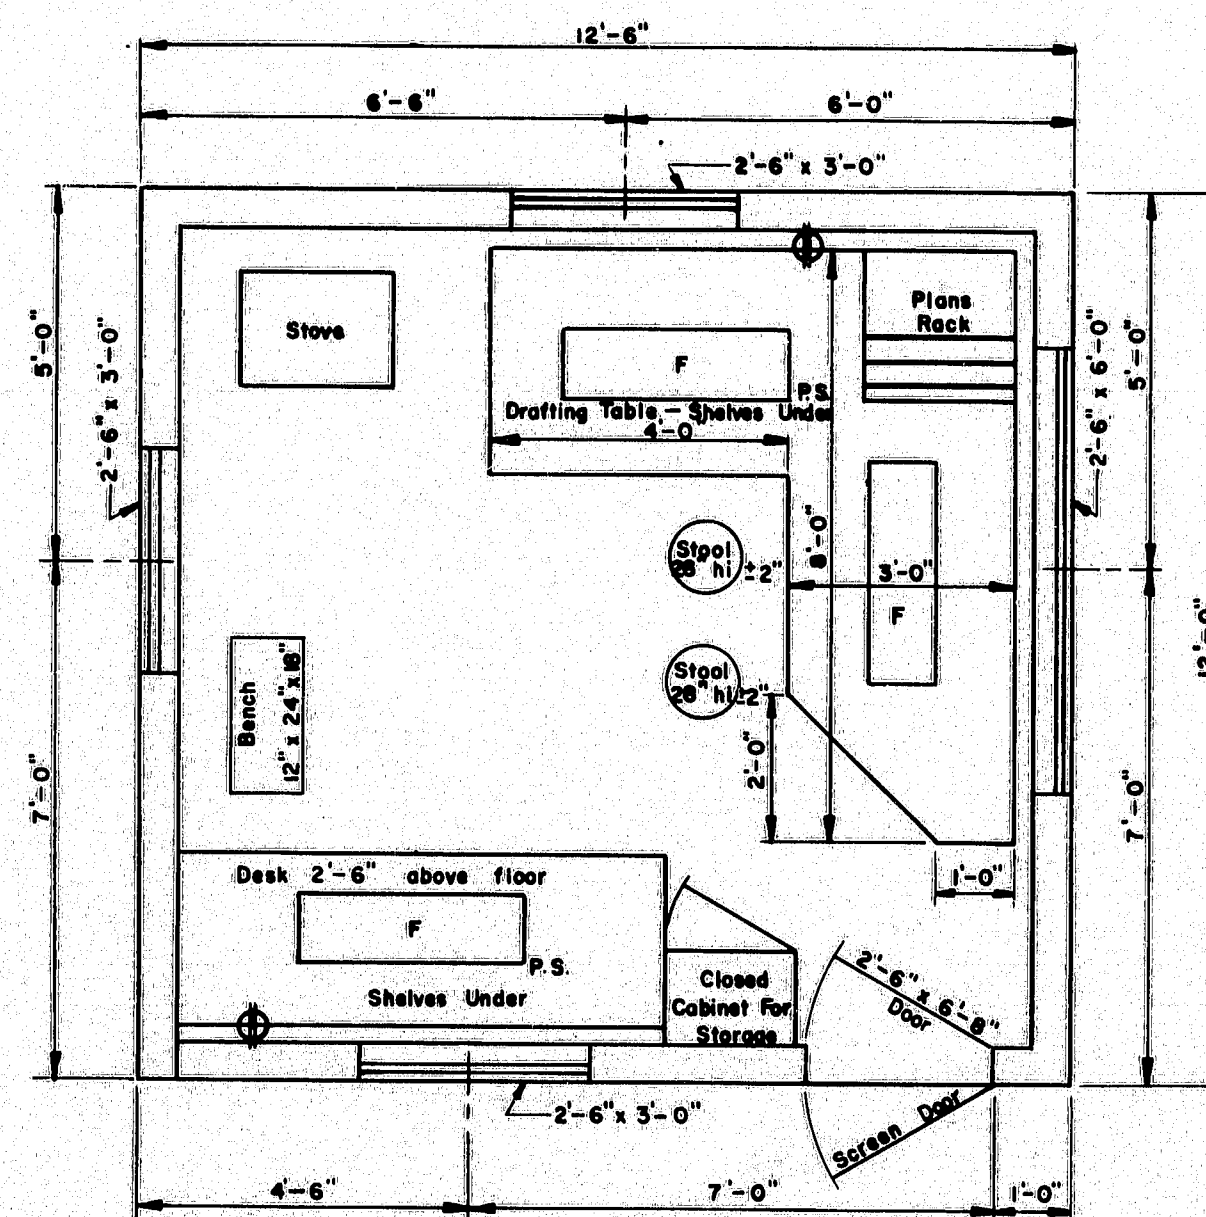 12'-6"
6'-6"
6'-0"
2'-6" x 3'-0"
5'-0"
2'-6" x 3'-0"
Stove
F
P.S.
Drafting Table - Shelves Under
4'-0"
Plans
Rack
2'-6" x 6'-0"
5'-0"
8'-0"
Stool
28" hi ±2"
3'-0"
F
12'-0"
Stool
28" hi ±2"
Bench
12" x 24" x 18"
2'-0"
7'-0"
7'-0"
1'-0"
Desk 2'-6" above floor
F
P.S.
Shelves Under
Closed
Cabinet For
Storage
2'-6" x 6'-8"
Door
2'-6" x 3'-0"
Screen Door
4'-6"
7'-0"
1'-0"